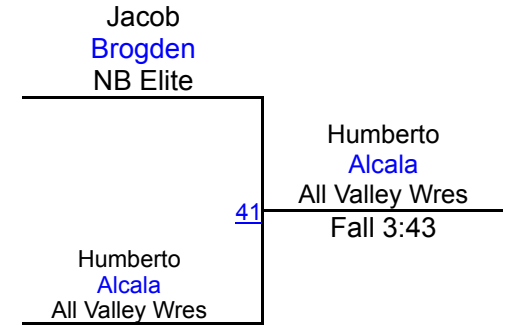 Jacob
Brogden
NB Elite
Humberto
Alcala
All Valley Wres
41
Fall 3:43
Humberto
Alcala
All Valley Wres